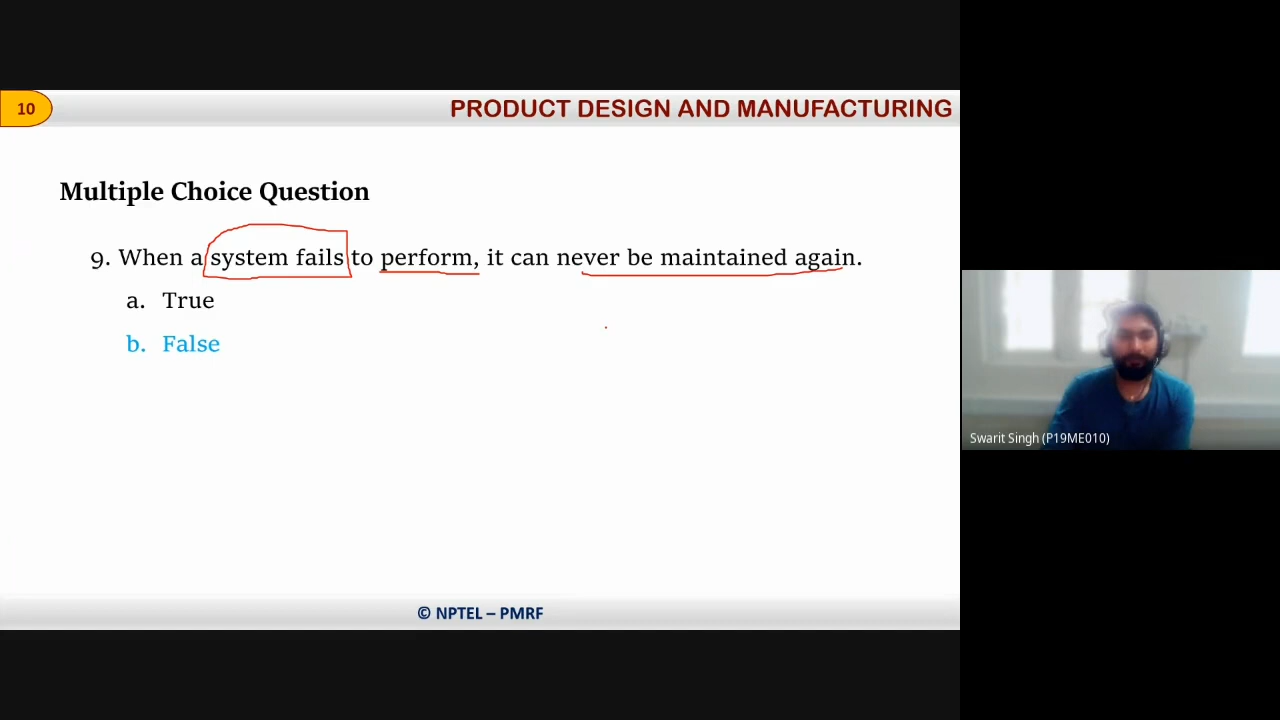 10
PRODUCT DESIGN AND MANUFACTURING
Multiple Choice Question
9. When a system fails to perform, it can never be maintained again.
a. True
b. False
© NPTEL – PMRF
Swarit Singh (P19ME010)